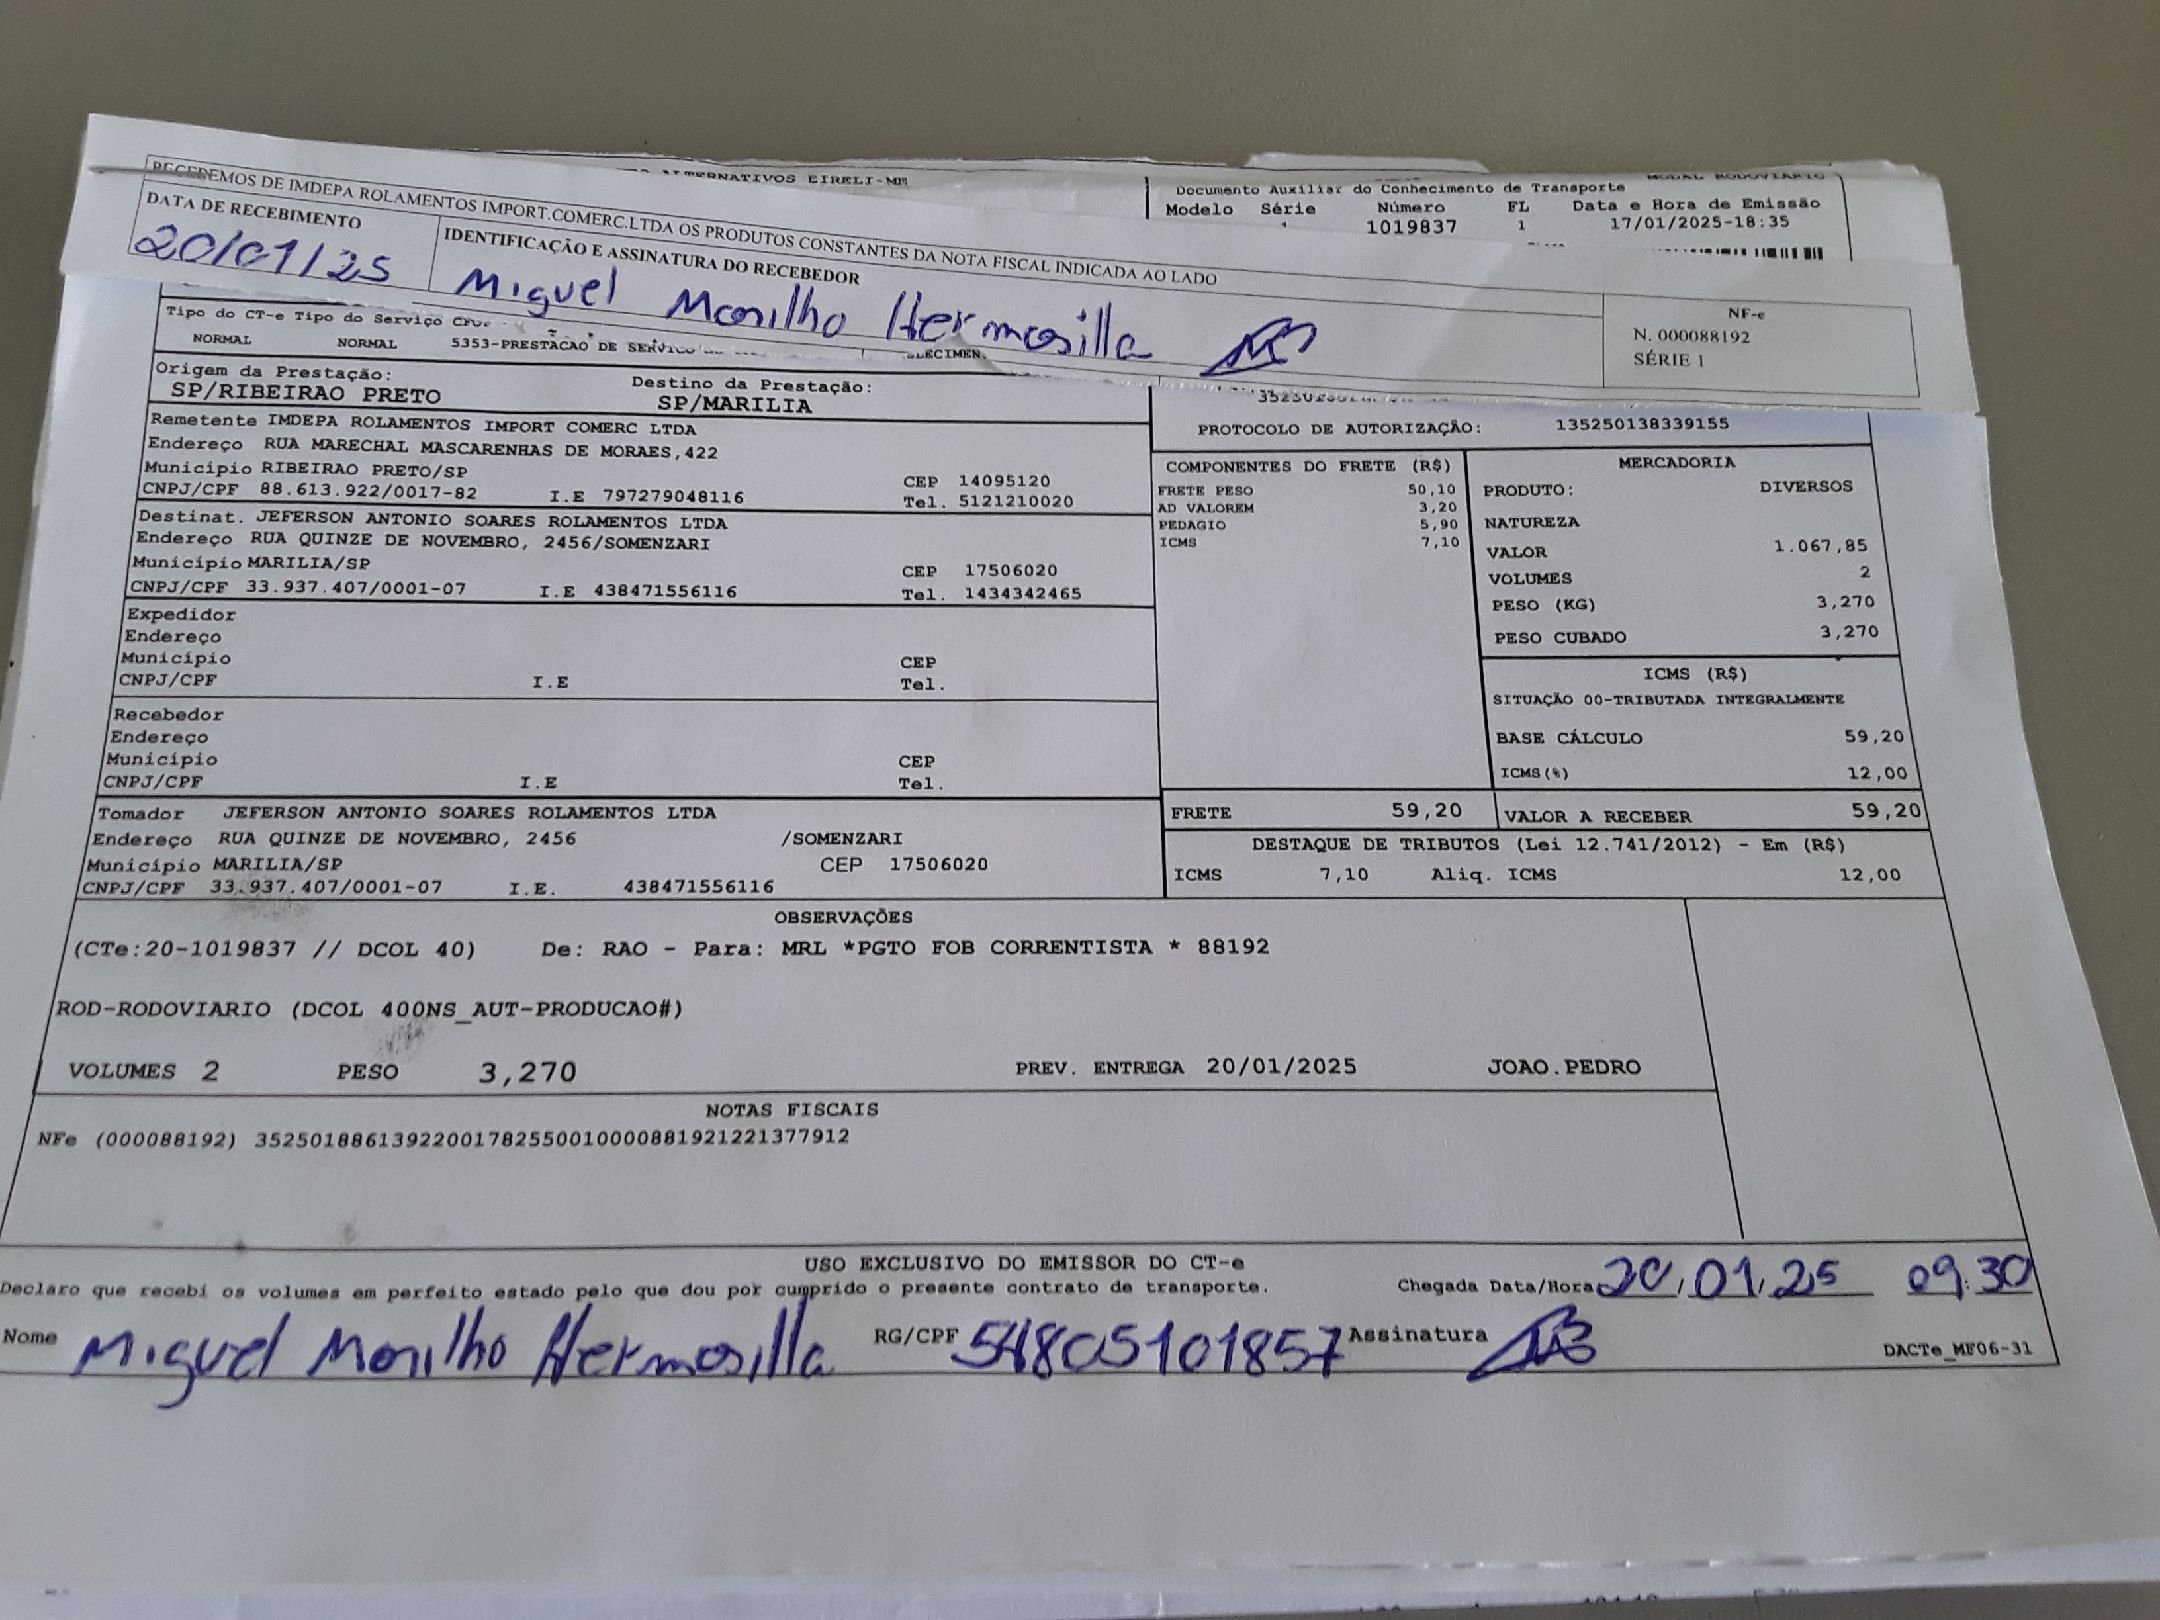 ALTERNATIVOS EIRELI-ME
Documento Auxiliar do Conhecimento de Transporte
MODAL RODOVIARIO
Modelo Série Número FL Data e Hora de Emissão
1 1019837 1 17/01/2025-18:35
RECEBEMOS DE IMDEPA ROLAMENTOS IMPORT.COMERC.LTDA OS PRODUTOS CONSTANTES DA NOTA FISCAL INDICADA AO LADO
DATA DE RECEBIMENTO IDENTIFICAÇÃO E ASSINATURA DO RECEBEDOR
20/01/25 Miguel Morilho Hermosilla
NF-e
N. 000088192
SÉRIE 1
Tipo do CT-e Tipo do Serviço
NORMAL NORMAL 5353-PRESTACAO DE SERVICO
Origem da Prestação: Destino da Prestação:
SP/RIBEIRAO PRETO SP/MARILIA
PROTOCOLO DE AUTORIZAÇÃO: 135250138339155
Remetente IMDEPA ROLAMENTOS IMPORT COMERC LTDA
Endereço RUA MARECHAL MASCARENHAS DE MORAES,422
Município RIBEIRAO PRETO/SP CEP 14095120
CNPJ/CPF 88.613.922/0017-82 I.E 797279048116 Tel. 5121210020
Destinat. JEFERSON ANTONIO SOARES ROLAMENTOS LTDA
Endereço RUA QUINZE DE NOVEMBRO, 2456/SOMENZARI
Município MARILIA/SP CEP 17506020
CNPJ/CPF 33.937.407/0001-07 I.E 438471556116 Tel. 1434342465
Expedidor
Endereço
Município CEP
CNPJ/CPF I.E Tel.
Recebedor
Endereço
Município CEP
CNPJ/CPF I.E Tel.
Tomador JEFERSON ANTONIO SOARES ROLAMENTOS LTDA
Endereço RUA QUINZE DE NOVEMBRO, 2456 /SOMENZARI
Município MARILIA/SP CEP 17506020
CNPJ/CPF 33.937.407/0001-07 I.E. 438471556116
COMPONENTES DO FRETE (R$)
FRETE PESO 50,10
AD VALOREM 3,20
PEDAGIO 5,90
ICMS 7,10
MERCADORIA
PRODUTO: DIVERSOS
NATUREZA
VALOR 1.067,85
VOLUMES 2
PESO (KG) 3,270
PESO CUBADO 3,270
ICMS (R$)
SITUAÇÃO 00-TRIBUTADA INTEGRALMENTE
BASE CÁLCULO 59,20
ICMS(%) 12,00
FRETE 59,20 VALOR A RECEBER 59,20
DESTAQUE DE TRIBUTOS (Lei 12.741/2012) - Em (R$)
ICMS 7,10 Aliq. ICMS 12,00
OBSERVAÇÕES
(CTe:20-1019837 // DCOL 40) De: RAO - Para: MRL *PGTO FOB CORRENTISTA * 88192
ROD-RODOVIARIO (DCOL 400NS_AUT-PRODUCAO#)
VOLUMES 2 PESO 3,270 PREV. ENTREGA 20/01/2025 JOAO.PEDRO
NOTAS FISCAIS
NFe (000088192) 35250188613922001782550010000881921221377912
USO EXCLUSIVO DO EMISSOR DO CT-e
Declaro que recebi os volumes em perfeito estado pelo que dou por cumprido o presente contrato de transporte. Chegada Data/Hora 20/01/25 09:30
Nome Miguel Morilho Hermosilla RG/CPF 54805101857 Assinatura
DACTe_MF06-31